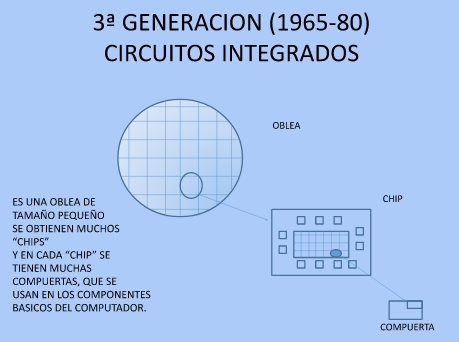 3ª GENERACION (1965-80)
CIRCUITOS INTEGRADOS
OBLEA
ES UNA OBLEA DE
TAMAÑO PEQUEÑO
SE OBTIENEN MUCHOS
“CHIPS”
Y EN CADA “CHIP” SE
TIENEN MUCHAS
COMPUERTAS, QUE SE
USAN EN LOS COMPONENTES
BASICOS DEL COMPUTADOR.
CHIP
COMPUERTA